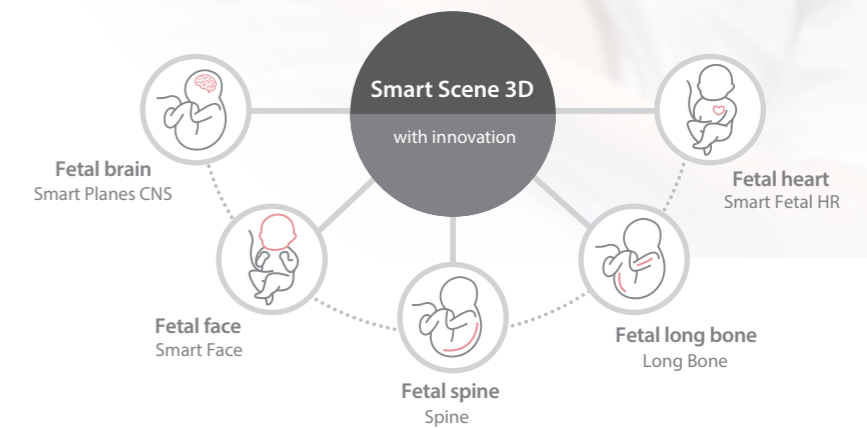 Smart Scene 3D
with innovation
Fetal brain
Smart Planes CNS
Fetal heart
Smart Fetal HR
Fetal face
Smart Face
Fetal long bone
Long Bone
Fetal spine
Spine